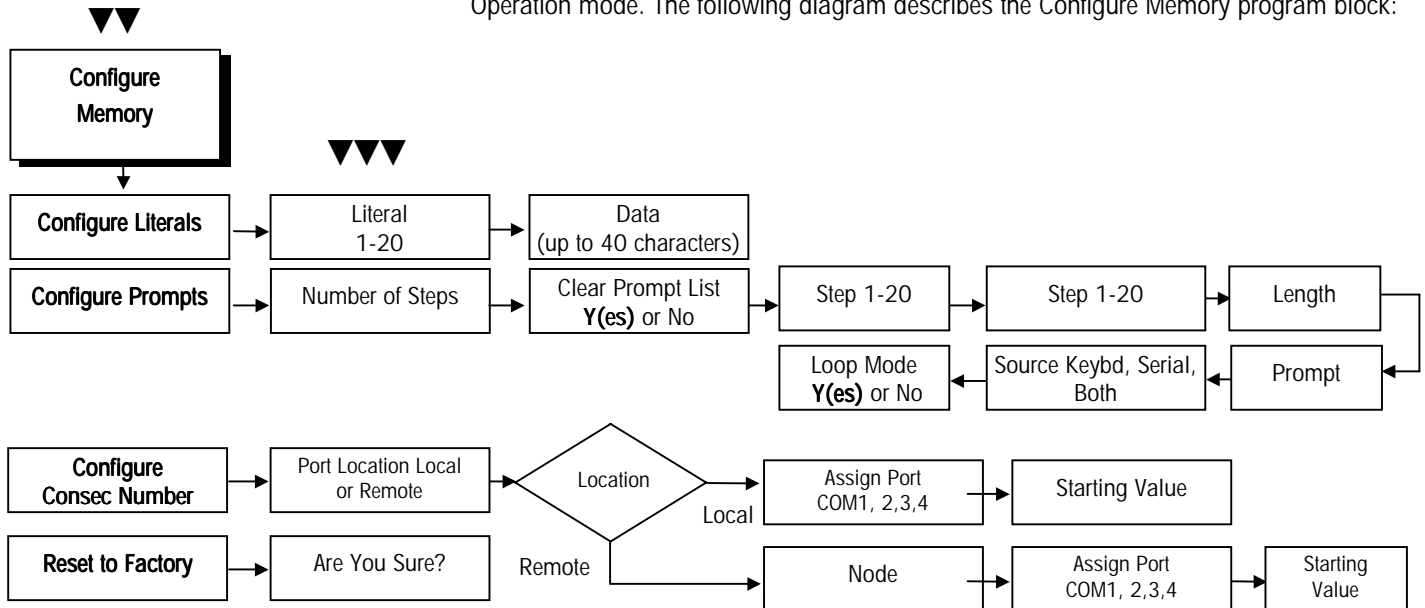 Operation mode. The following diagram describes the Configure Memory program block:
Configure
Memory
Configure Literals
Literal
1-20
Data
(up to 40 characters)
Configure Prompts
Number of Steps
Clear Prompt List
Y(es) or No
Step 1-20
Step 1-20
Length
Prompt
Source Keybd, Serial,
Both
Loop Mode
Y(es) or No
Configure
Consec Number
Port Location Local
or Remote
Location
Local
Assign Port
COM1, 2,3,4
Starting Value
Reset to Factory
Are You Sure?
Remote
Node
Assign Port
COM1, 2,3,4
Starting
Value